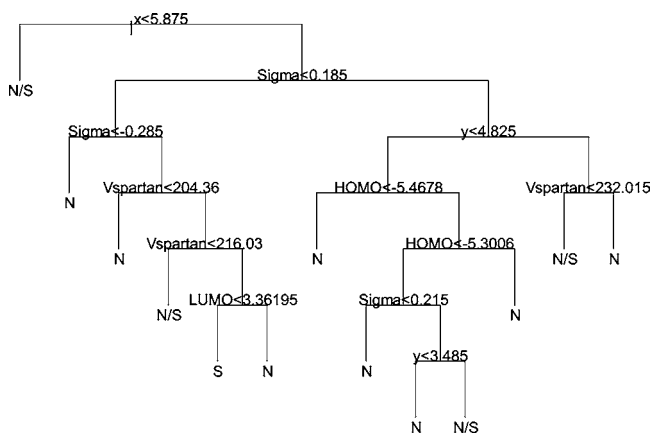 x<5.875
N/S
Sigma<0.185
Sigma<-0.285
y<4.825
N
Vspartan<204.36
HOMO<-5.4678
Vspartan<232.015
N
Vspartan<216.03
N
HOMO<-5.3006
N/S
N
N/S
LUMO<3.36195
Sigma<0.215
N
S
N
N
y<3.485
N
N/S